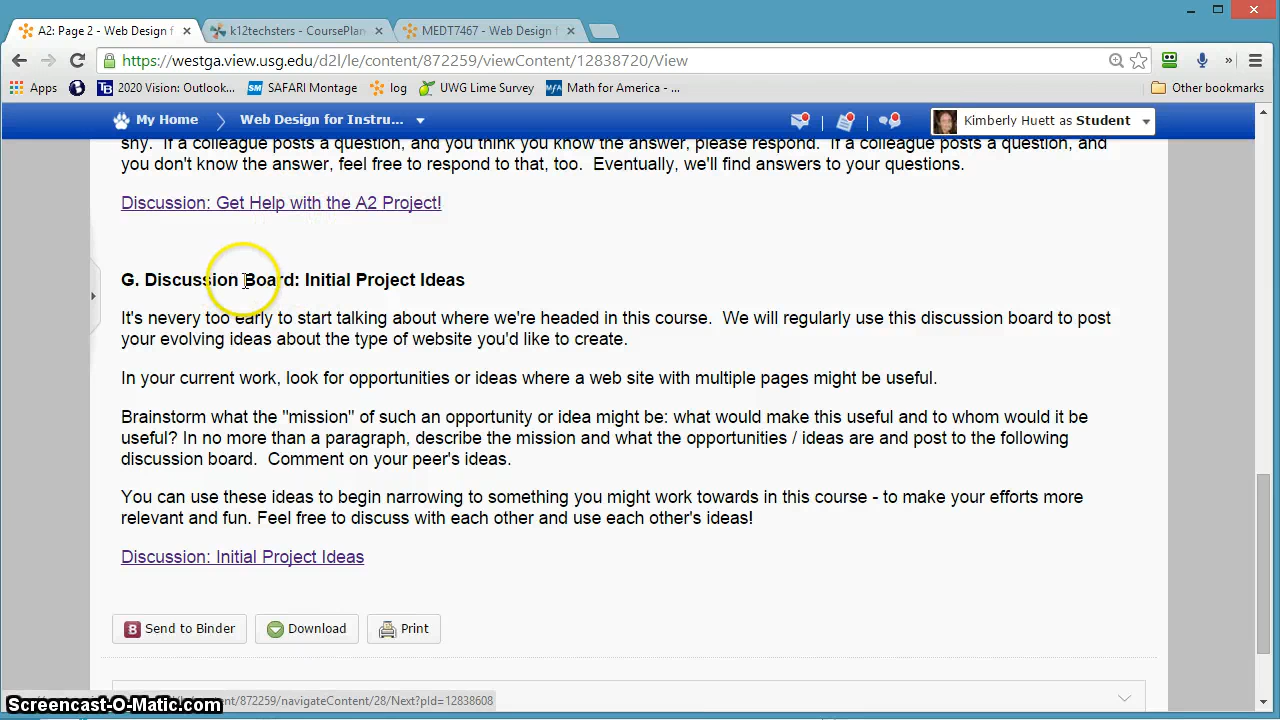 A2: Page 2 - Web Design f
k12techsters - CoursePlan
MEDT7467 - Web Design f
https://westga.view.usg.edu/d2l/le/content/872259/viewContent/12838720/View
Apps
2020 Vision: Outlook...
SAFARI Montage
log
UWG Lime Survey
Math for America - ...
Other bookmarks
My Home
Web Design for Instru...
Kimberly Huett as Student
shy. If a colleague posts a question, and you think you know the answer, please respond. If a colleague posts a question, and
you don't know the answer, feel free to respond to that, too. Eventually, we'll find answers to your questions.
Discussion: Get Help with the A2 Project!
G. Discussion Board: Initial Project Ideas
It's nevery too early to start talking about where we're headed in this course. We will regularly use this discussion board to post
your evolving ideas about the type of website you'd like to create.
In your current work, look for opportunities or ideas where a web site with multiple pages might be useful.
Brainstorm what the "mission" of such an opportunity or idea might be: what would make this useful and to whom would it be
useful? In no more than a paragraph, describe the mission and what the opportunities / ideas are and post to the following
discussion board. Comment on your peer's ideas.
You can use these ideas to begin narrowing to something you might work towards in this course - to make your efforts more
relevant and fun. Feel free to discuss with each other and use each other's ideas!
Discussion: Initial Project Ideas
Send to Binder
Download
Print
/872259/navigateContent/28/Next?pId=12838608
Screencast-O-Matic.com